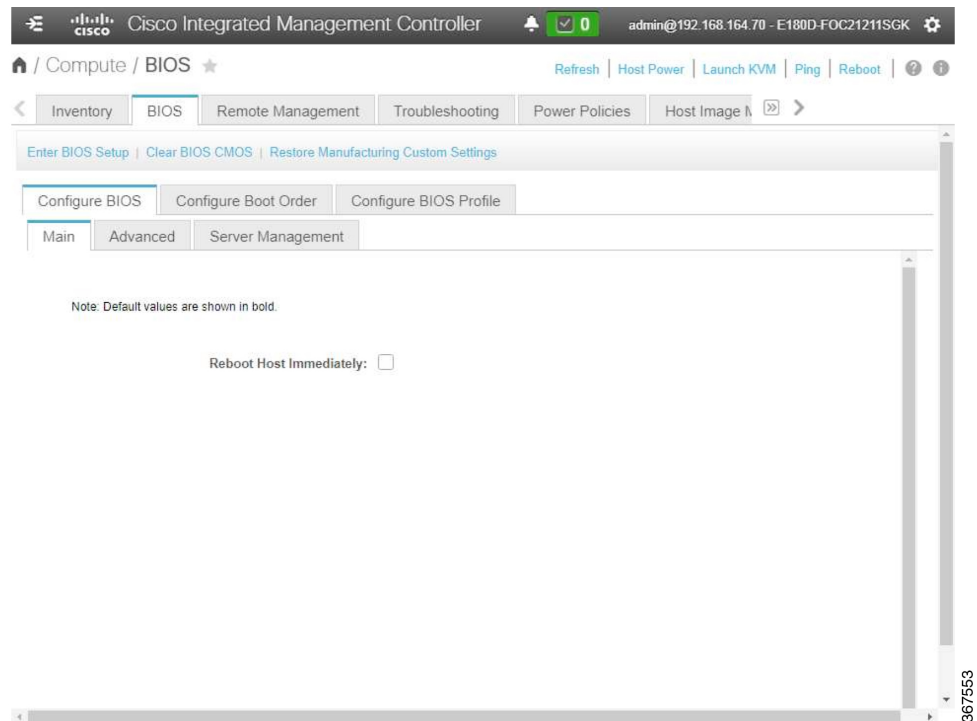 cisco Cisco Integrated Management Controller 0 admin@192.168.164.70 - E180D-FOC21211SGK
/ Compute / BIOS
Refresh | Host Power | Launch KVM | Ping | Reboot |
Inventory BIOS Remote Management Troubleshooting Power Policies Host Image M
Enter BIOS Setup | Clear BIOS CMOS | Restore Manufacturing Custom Settings
Configure BIOS Configure Boot Order Configure BIOS Profile
Main Advanced Server Management
Note: Default values are shown in bold.
Reboot Host Immediately:
367553